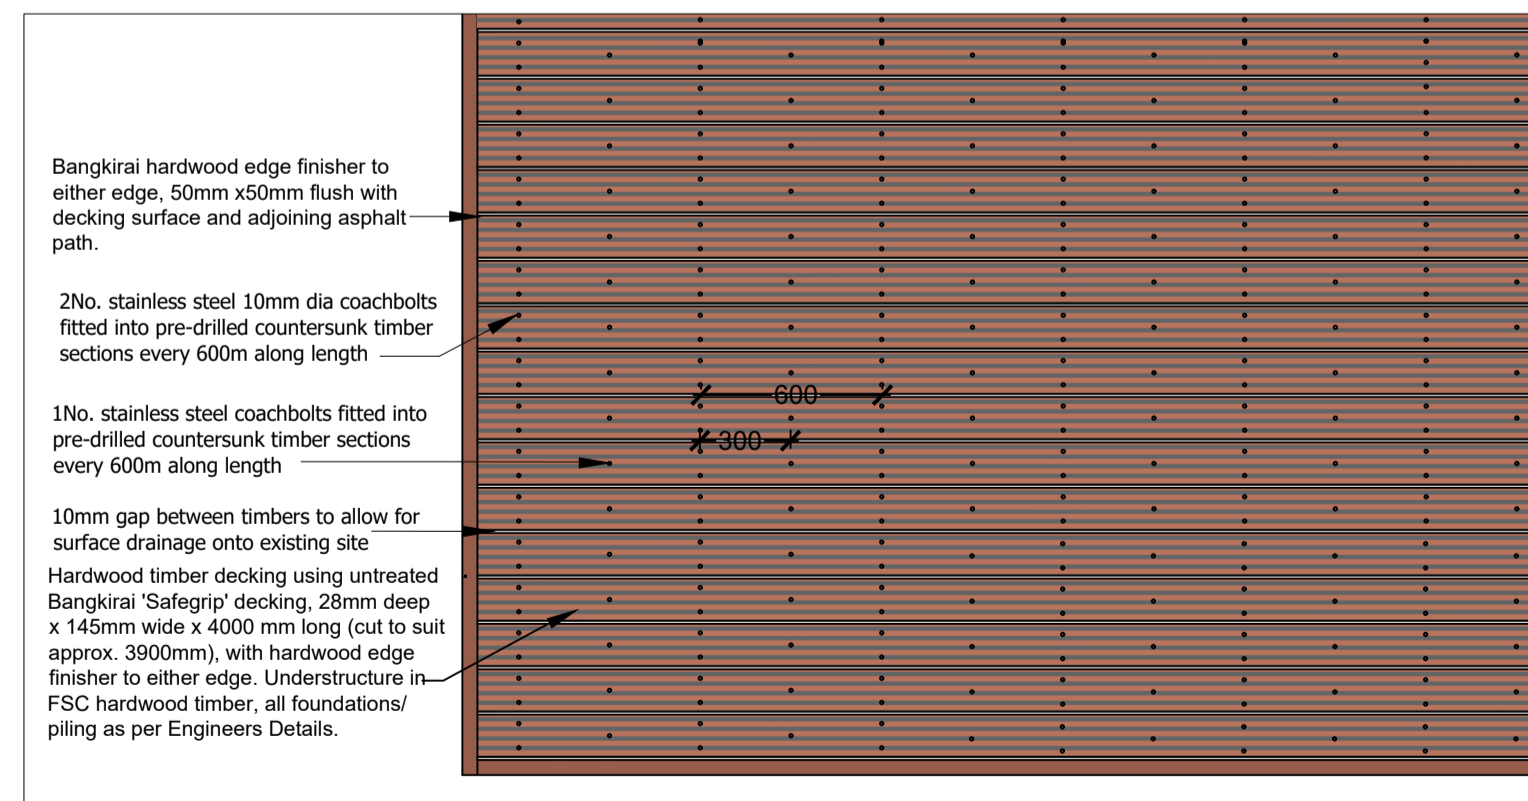 Bangkirai hardwood edge finisher to
either edge, 50mm x50mm flush with
decking surface and adjoining asphalt
path.
2No. stainless steel 10mm dia coachbolts
fitted into pre-drilled countersunk timber
sections every 600m along length
600
1No. stainless steel coachbolts fitted into
pre-drilled countersunk timber sections
every 600m along length
300
10mm gap between timbers to allow for
surface drainage onto existing site
Hardwood timber decking using untreated
Bangkirai 'Safegrip' decking, 28mm deep
x 145mm wide x 4000 mm long (cut to suit
approx. 3900mm), with hardwood edge
finisher to either edge. Understructure in
FSC hardwood timber, all foundations/
piling as per Engineers Details.